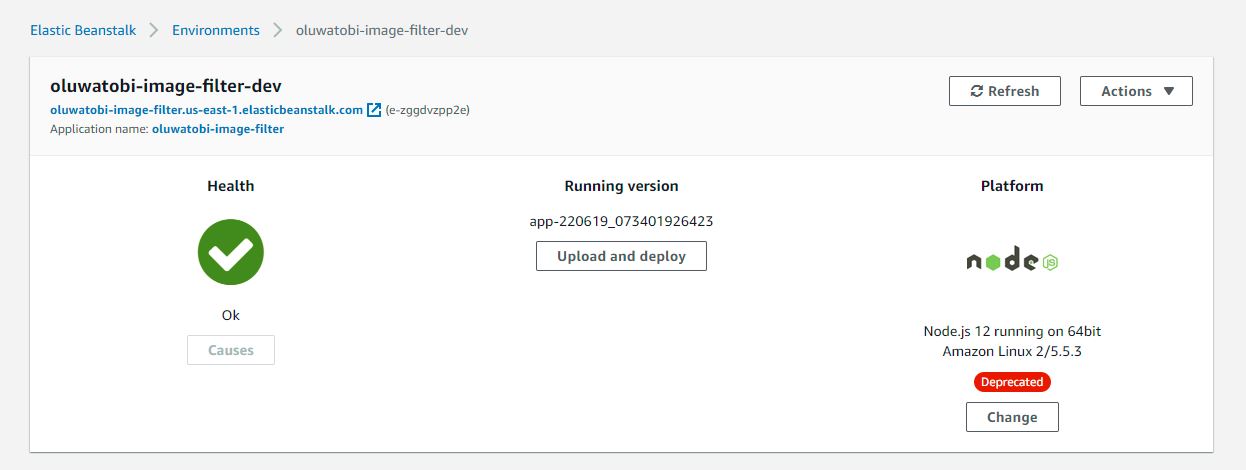 Elastic Beanstalk > Environments > oluwatobi-image-filter-dev
oluwatobi-image-filter-dev
oluwatobi-image-filter.us-east-1.elasticbeanstalk.com (e-zggdvzpp2e)
Application name: oluwatobi-image-filter
Refresh
Actions
Health
Ok
Causes
Running version
app-220619_073401926423
Upload and deploy
Platform
node JS
Node.js 12 running on 64bit
Amazon Linux 2/5.5.3
Deprecated
Change